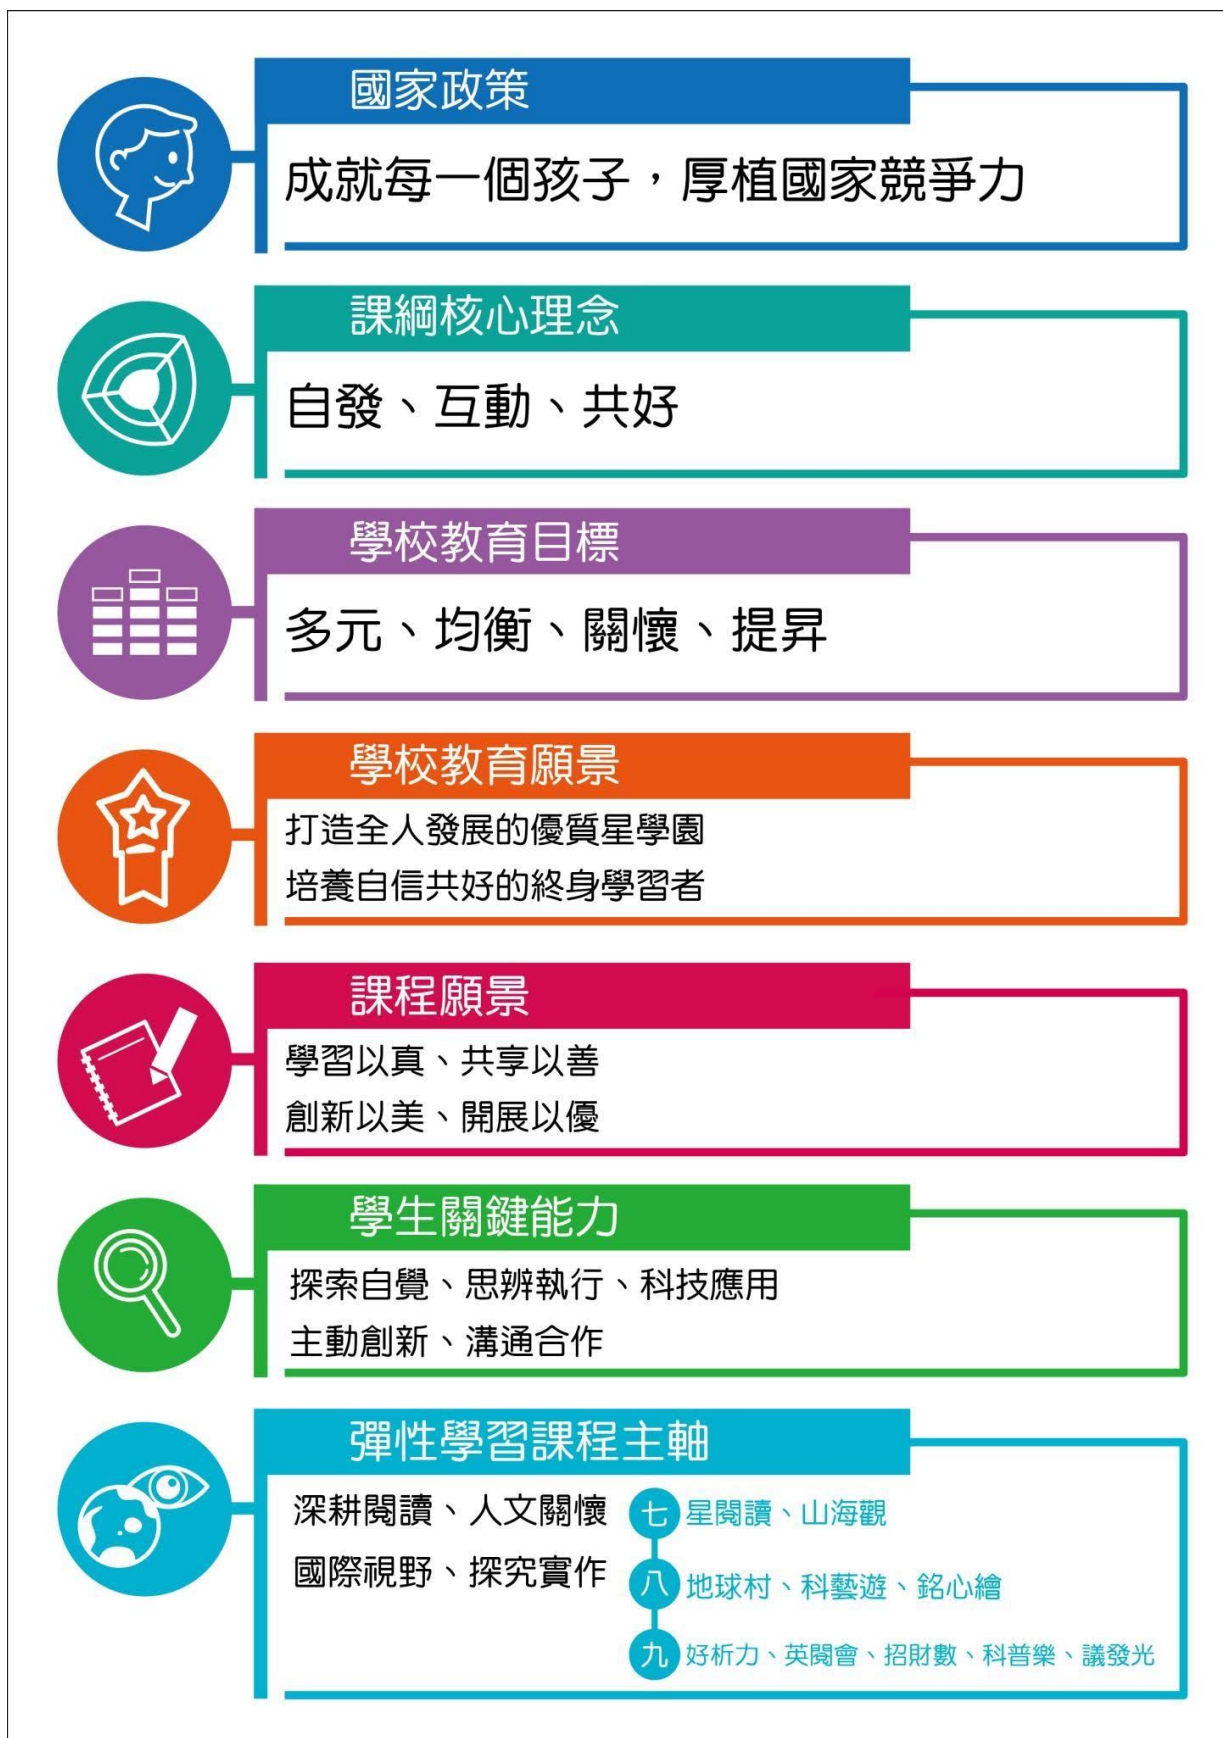 國家政策
成就每一個孩子，厚植國家競爭力
課綱核心理念
自發、互動、共好
學校教育目標
多元、均衡、關懷、提昇
學校教育願景
打造全人發展的優質星學園
培養自信共好的終身學習者
課程願景
學習以真、共享以善
創新以美、開展以優
學生關鍵能力
探索自覺、思辨執行、科技應用
主動創新、溝通合作
彈性學習課程主軸
深耕閱讀、人文關懷
國際視野、探究實作
七 星閱讀、山海觀
八 地球村、科藝遊、銘心繪
九 好析力、英閱會、招財數、科普樂、議發光